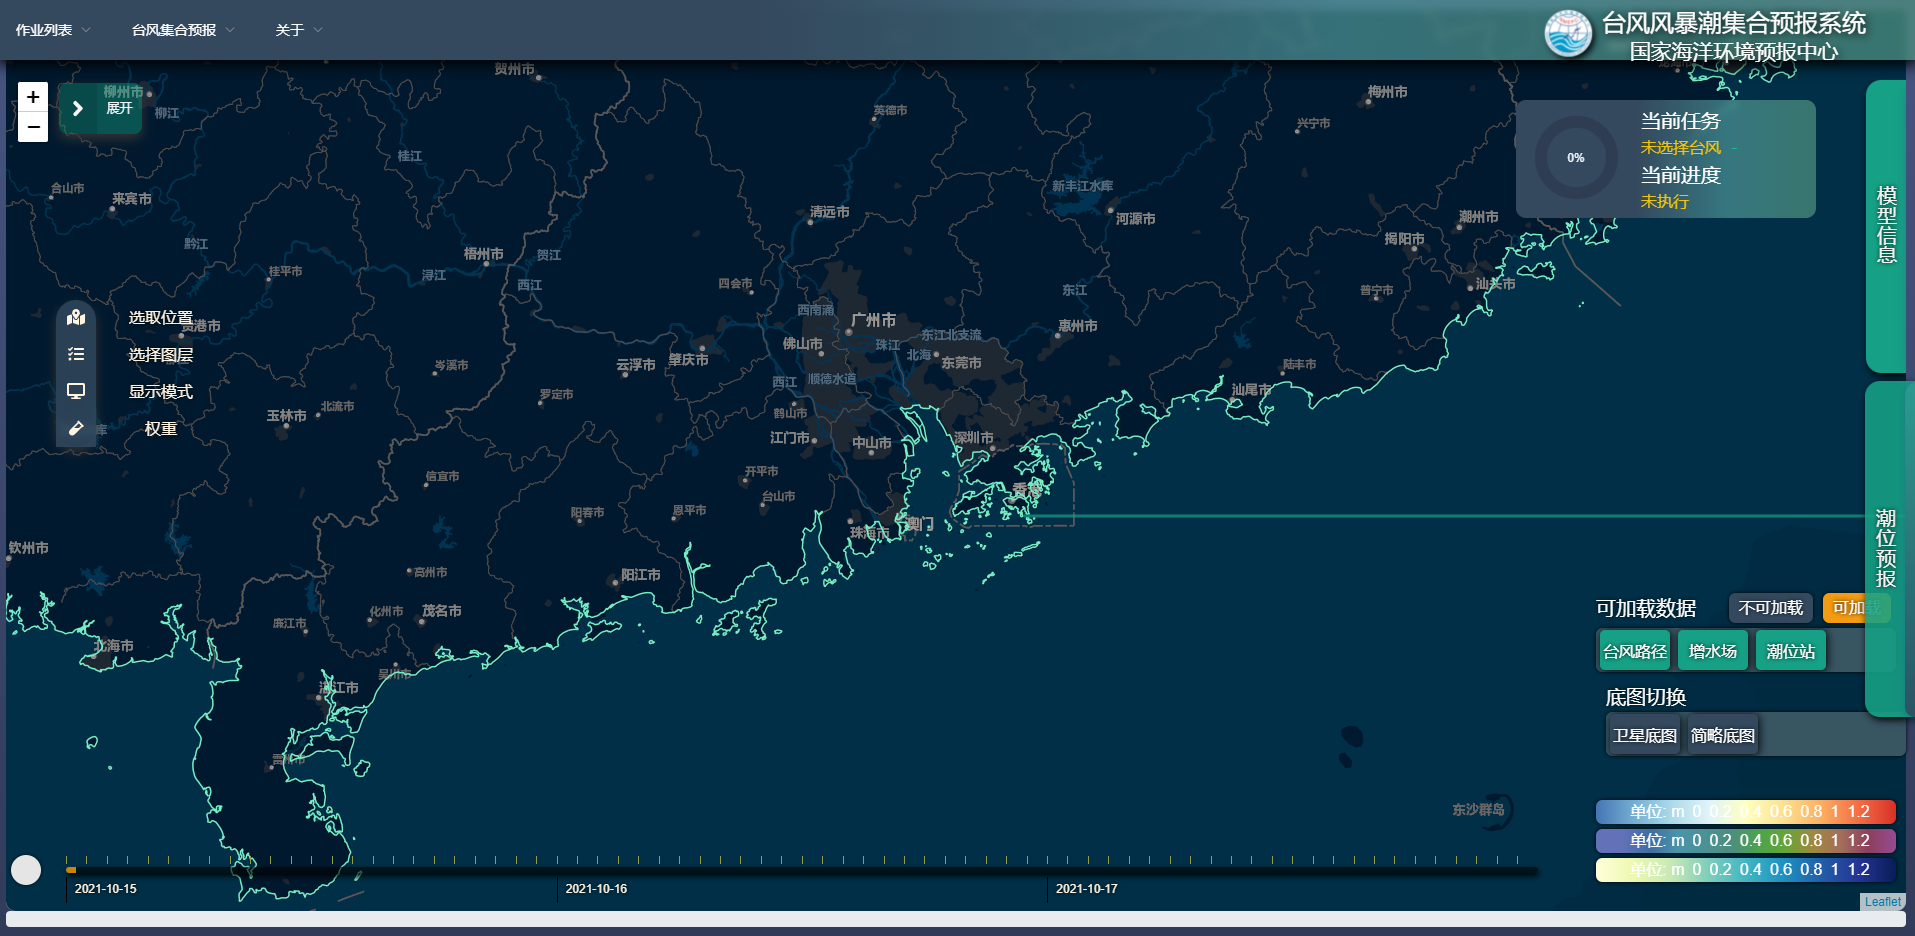 作业列表
台风集合预报
关于
台风风暴潮集合预报系统
国家海洋环境预报中心
+
−
展开
柳州市
柳江
贺州市
英德市
梅州市
兴宁市
桂江
合山市
来宾市
清远市
新丰江水库
河源市
潮州市
揭阳市
黔江
梧州市
贺江
浔江
桂平市
西江
四会市
东江
普宁市
汕头市
当前任务
未选择台风 -
当前进度
未执行
0%
模型信息
选取位置
贵港市
选择图层
显示模式
库
权重
西南涌
广州市
佛山市
珠江
东江北支流
北海
东莞市
惠州市
云浮市
肇庆市
岑溪市
罗定市
西江
顺德水道
陆丰市
汕尾市
玉林市
北流市
鹤山市
江门市
中山市
深圳市
信宜市
开平市
台山市
恩平市
阳春市
香港
珠海市
澳门
钦州市
高州市
阳江市
化州市
茂名市
廉江市
北海市
吴川市
湛江市
雷州市
东沙群岛
潮位预报
可加载数据
不可加载
可加载
台风路径
增水场
潮位站
底图切换
卫星底图
简略底图
单位: m 0 0.2 0.4 0.6 0.8 1 1.2
单位: m 0 0.2 0.4 0.6 0.8 1 1.2
单位: m 0 0.2 0.4 0.6 0.8 1 1.2
2021-10-15
2021-10-16
2021-10-17
Leaflet